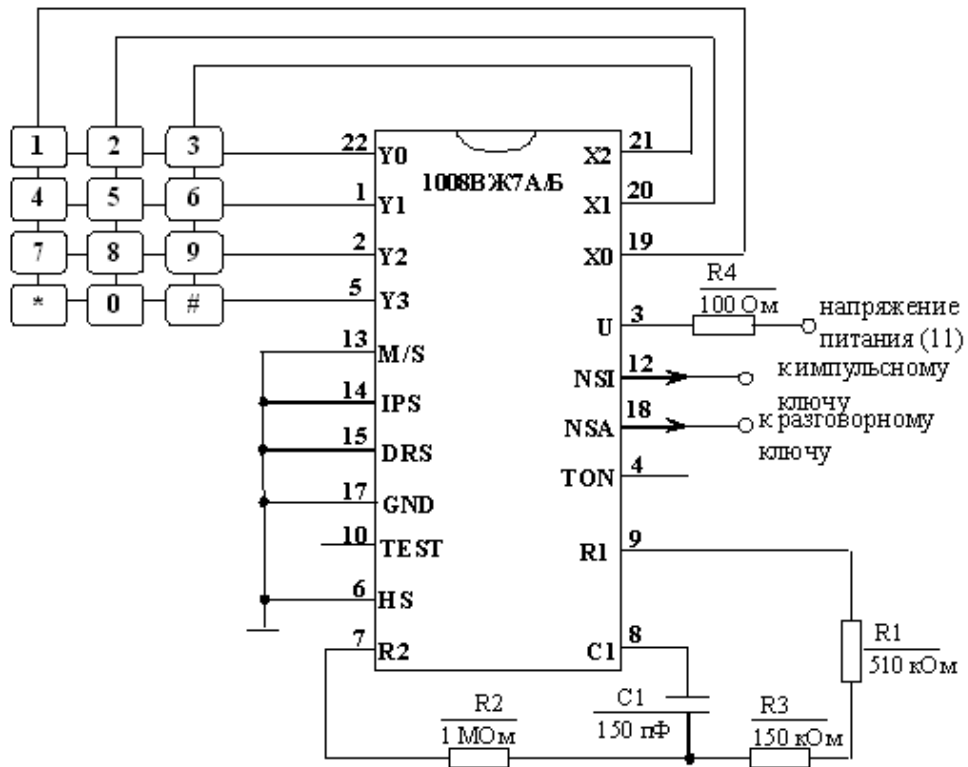 1 2 3
4 5 6
7 8 9
* 0 #
1008ВЖ7А/Б
22 Y0
1 Y1
2 Y2
5 Y3
13 M/S
14 IPS
15 DRS
17 GND
10 TEST
6 HS
7 R2
X2 21
X1 20
X0 19
U 3
NSI 12
NSA 18
TON 4
R1 9
C1 8
R4
100 Ом
напряжение
питания (11)
к импульсному
ключу
к разговорному
ключу
R1
510 кОм
R2
1 МОм
C1
150 пФ
R3
150 кОм